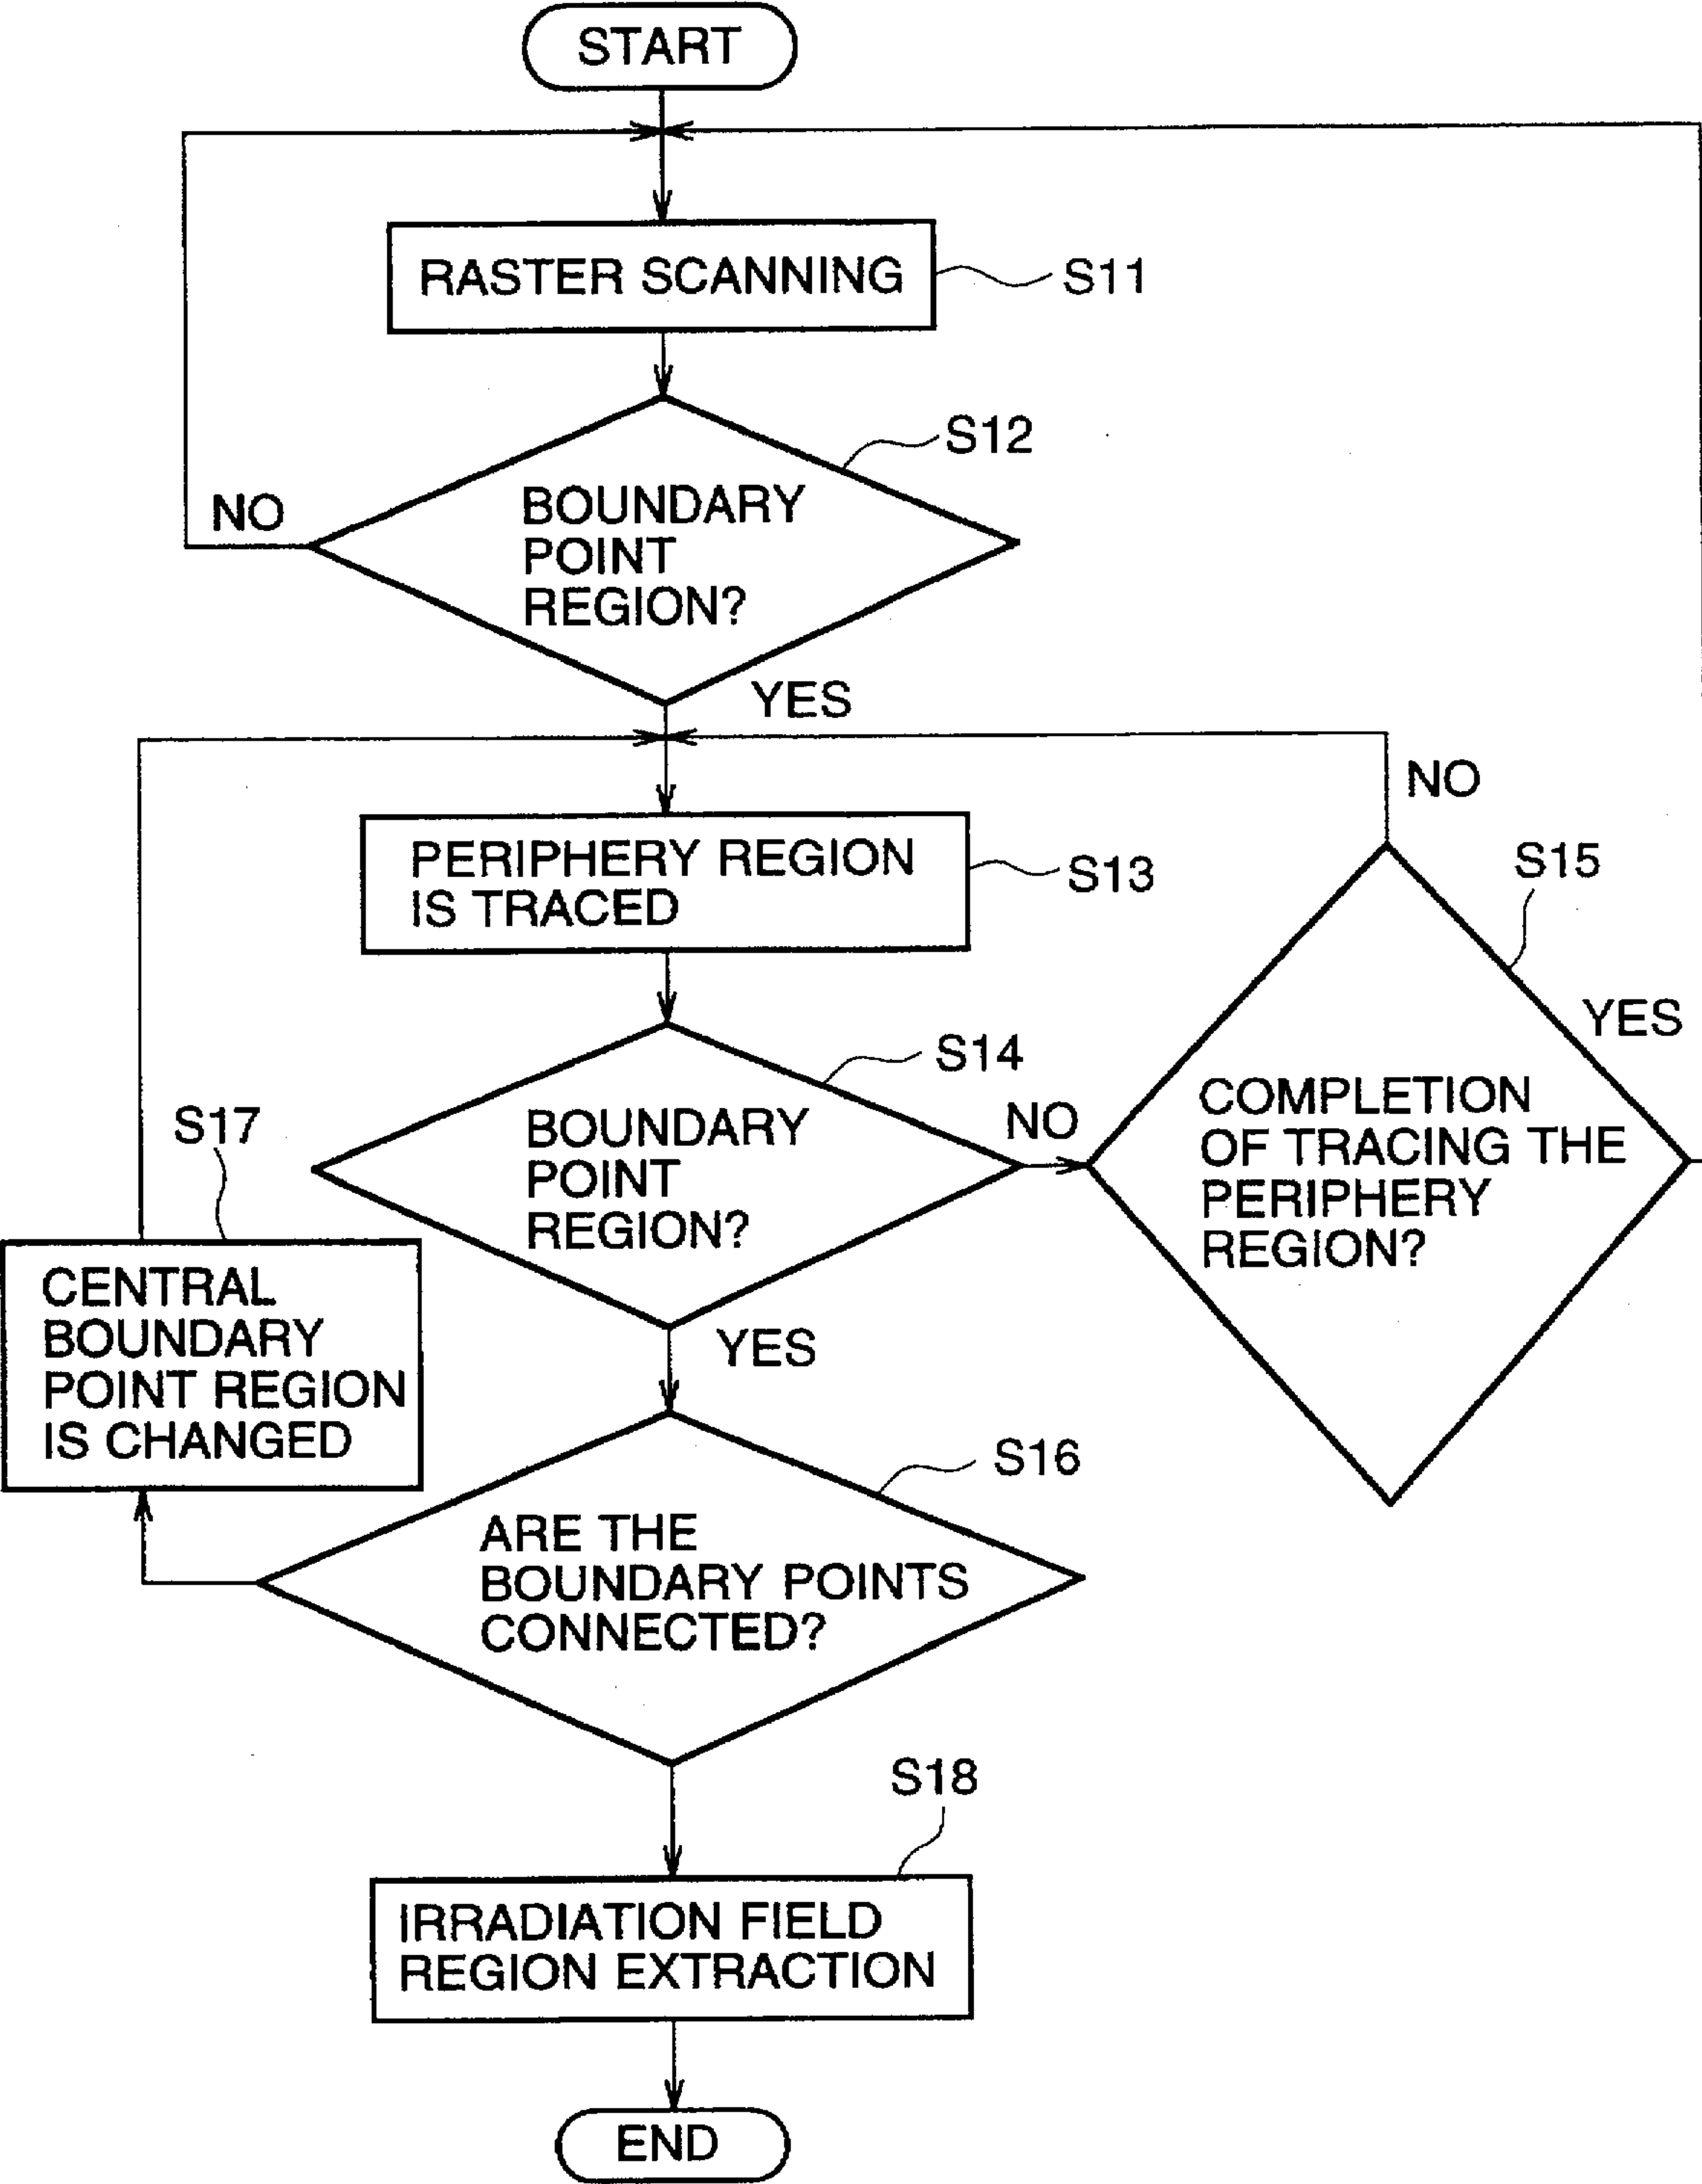 START
RASTER SCANNING
S11
S12
BOUNDARY
POINT
REGION?
NO
YES
PERIPHERY REGION
IS TRACED
S13
NO
S15
YES
COMPLETION
OF TRACING THE
PERIPHERY
REGION?
S14
BOUNDARY
POINT
REGION?
NO
YES
S17
CENTRAL
BOUNDARY
POINT REGION
IS CHANGED
S16
ARE THE
BOUNDARY POINTS
CONNECTED?
S18
IRRADIATION FIELD
REGION EXTRACTION
END